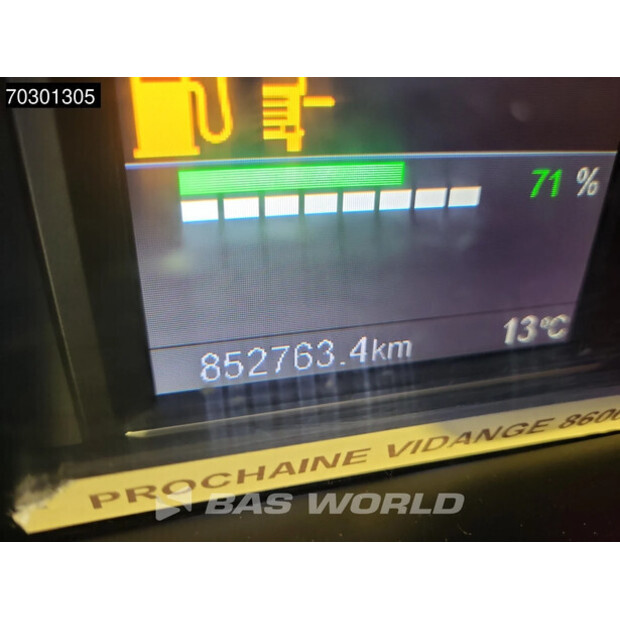 70301305
71 %
852763.4km
13°C
PROCHAINE VIDANGE
BAS WORLD